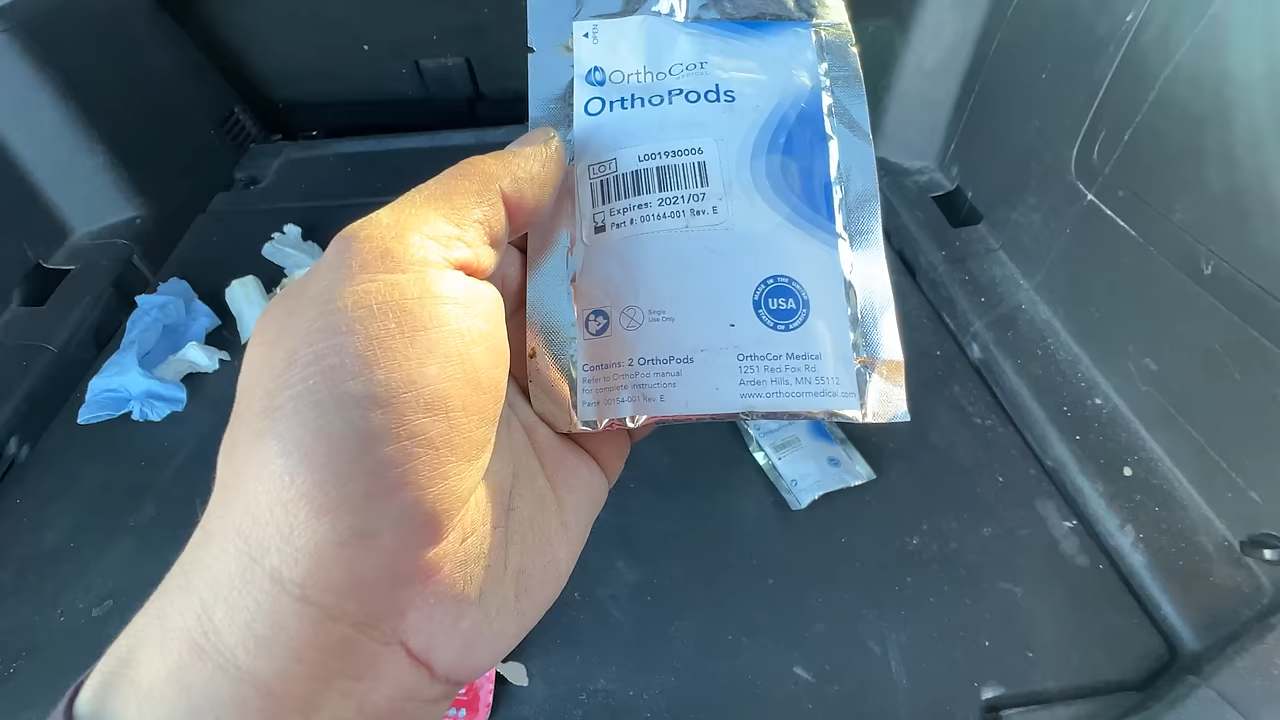 OPEN
OrthoCor
MEDICAL
OrthoPods
LOT
L001930006
Expires: 2021/07
Part #: 00164-001 Rev. E
MADE IN THE UNITED
USA
STATES OF AMERICA
Single
Use Only
Contains: 2 OrthoPods
Refer to OrthoPod manual
for complete instructions
Part# 00154-001 Rev. E
OrthoCor Medical
1251 Red Fox Rd.
Arden Hills, MN 55112
www.orthocormedical.com